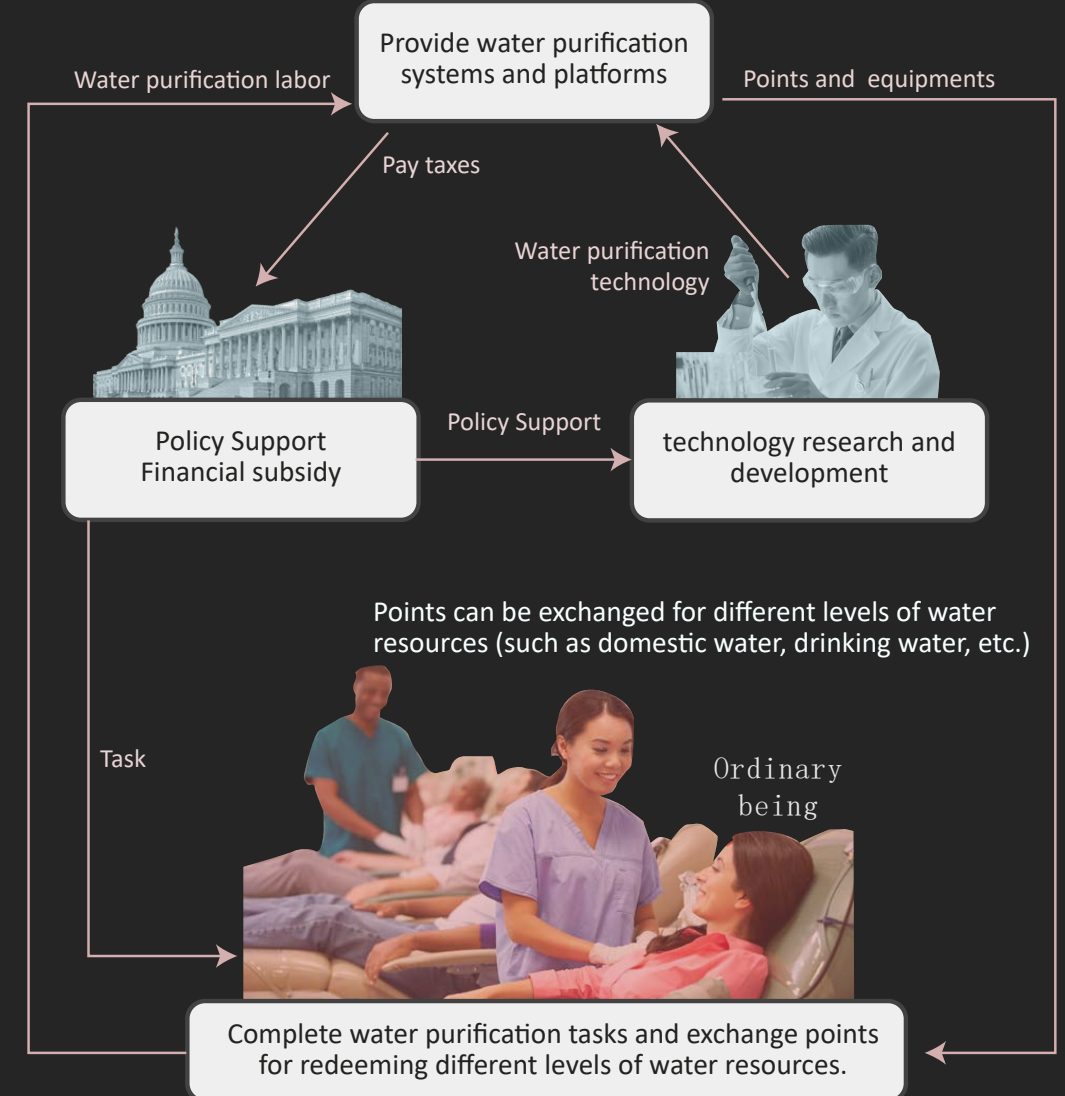 Provide water purification
systems and platforms
Water purification labor
Points and equipments
Pay taxes
Water purification
technology
Policy Support
Financial subsidy
Policy Support
technology research and
development
Points can be exchanged for different levels of water
resources (such as domestic water, drinking water, etc.)
Task
Ordinary
being
Complete water purification tasks and exchange points
for redeeming different levels of water resources.